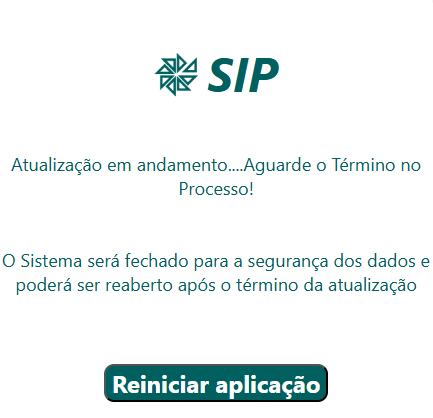 SIP
Atualização em andamento....Aguarde o Término no
Processo!
O Sistema será fechado para a segurança dos dados e
poderá ser reaberto após o término da atualização
Reiniciar aplicação